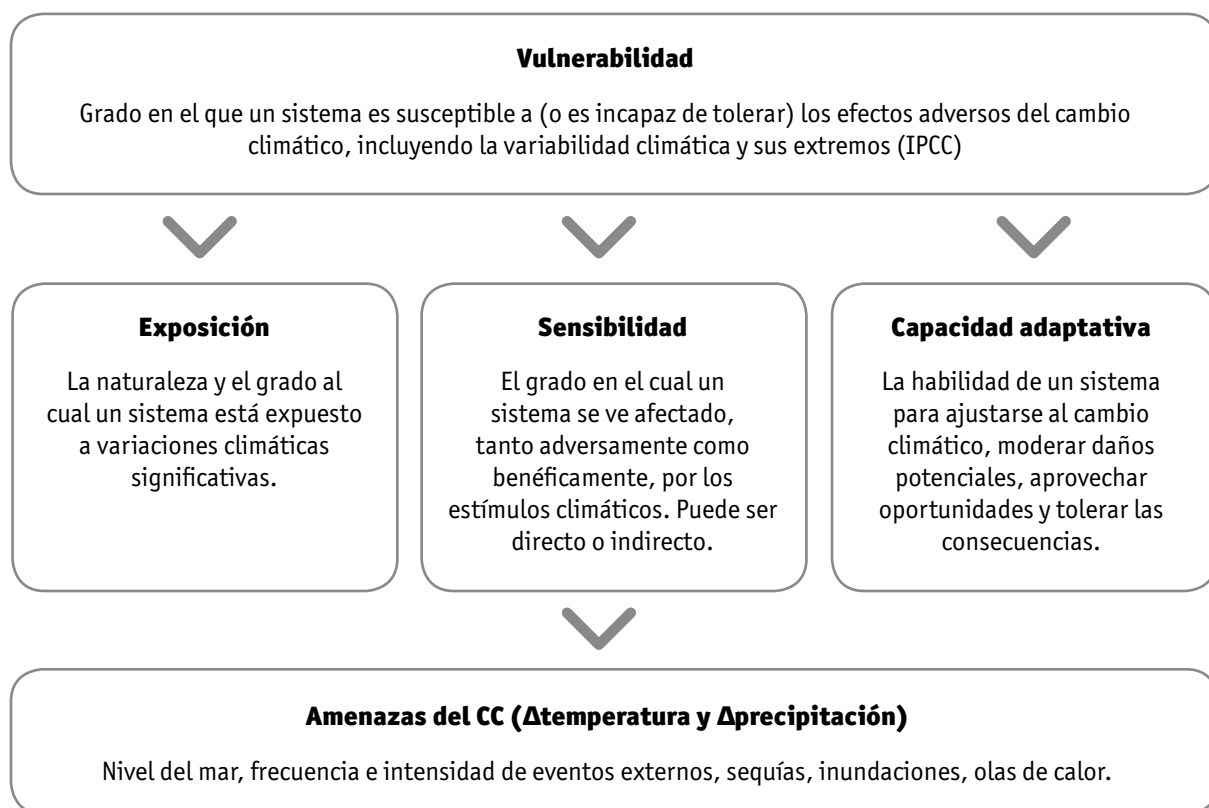 Vulnerabilidad
Grado en el que un sistema es susceptible a (o es incapaz de tolerar) los efectos adversos del cambio
climático, incluyendo la variabilidad climática y sus extremos (IPCC)
Exposición
La naturaleza y el grado al
cual un sistema está expuesto
a variaciones climáticas
significativas.
Sensibilidad
El grado en el cual un
sistema se ve afectado,
tanto adversamente como
benéficamente, por los
estímulos climáticos. Puede ser
directo o indirecto.
Capacidad adaptativa
La habilidad de un sistema
para ajustarse al cambio
climático, moderar daños
potenciales, aprovechar
oportunidades y tolerar las
consecuencias.
Amenazas del CC (Δtemperatura y Δprecipitación)
Nivel del mar, frecuencia e intensidad de eventos externos, sequías, inundaciones, olas de calor.